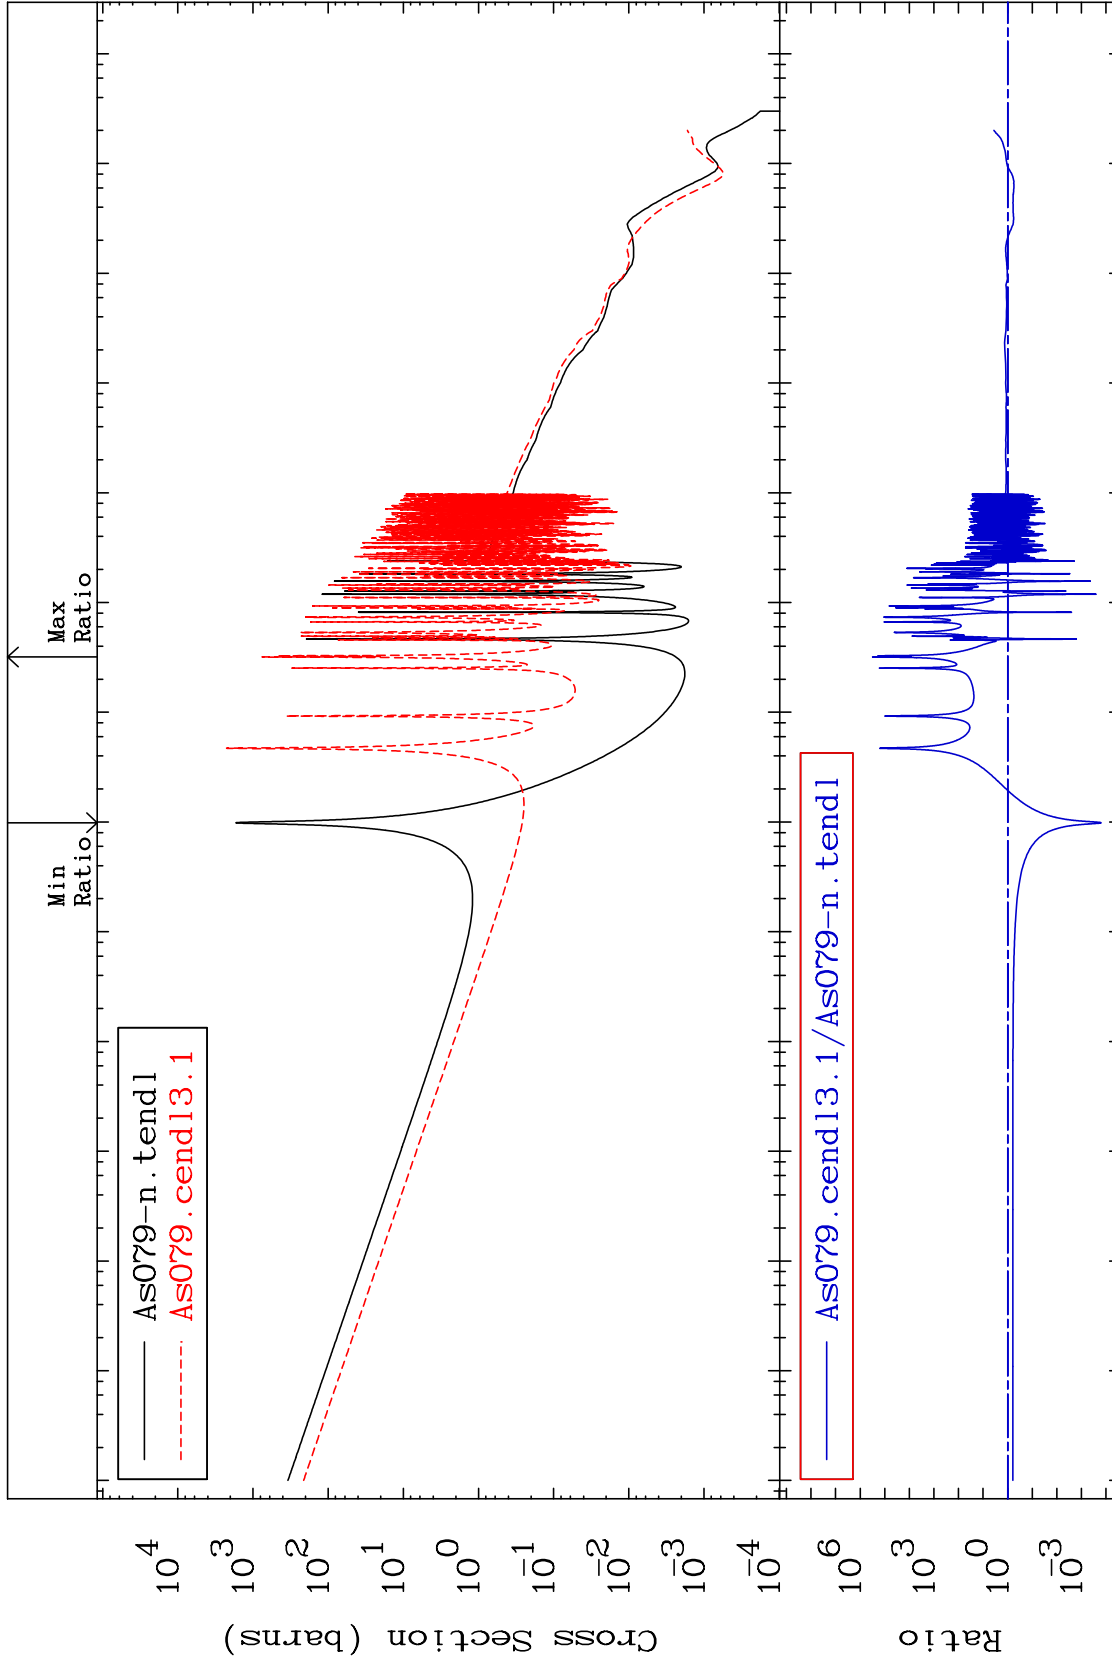 Min
Ratio
Max
Ratio
As079-n.tendl
As079.cendl3.1
10^4
10^3
10^2
10^1
10^0
10^-1
10^-2
10^-3
10^-4
Cross Section (barns)
As079.cendl3.1/As079-n.tendl
10^6
10^3
10^0
10^-3
Ratio